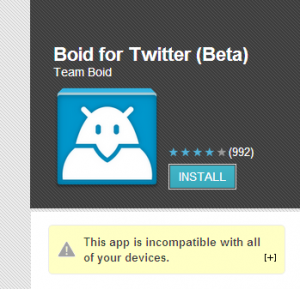 Boid for Twitter (Beta)
Team Boid
(992)
INSTALL
This app is incompatible with all
of your devices.
[+]